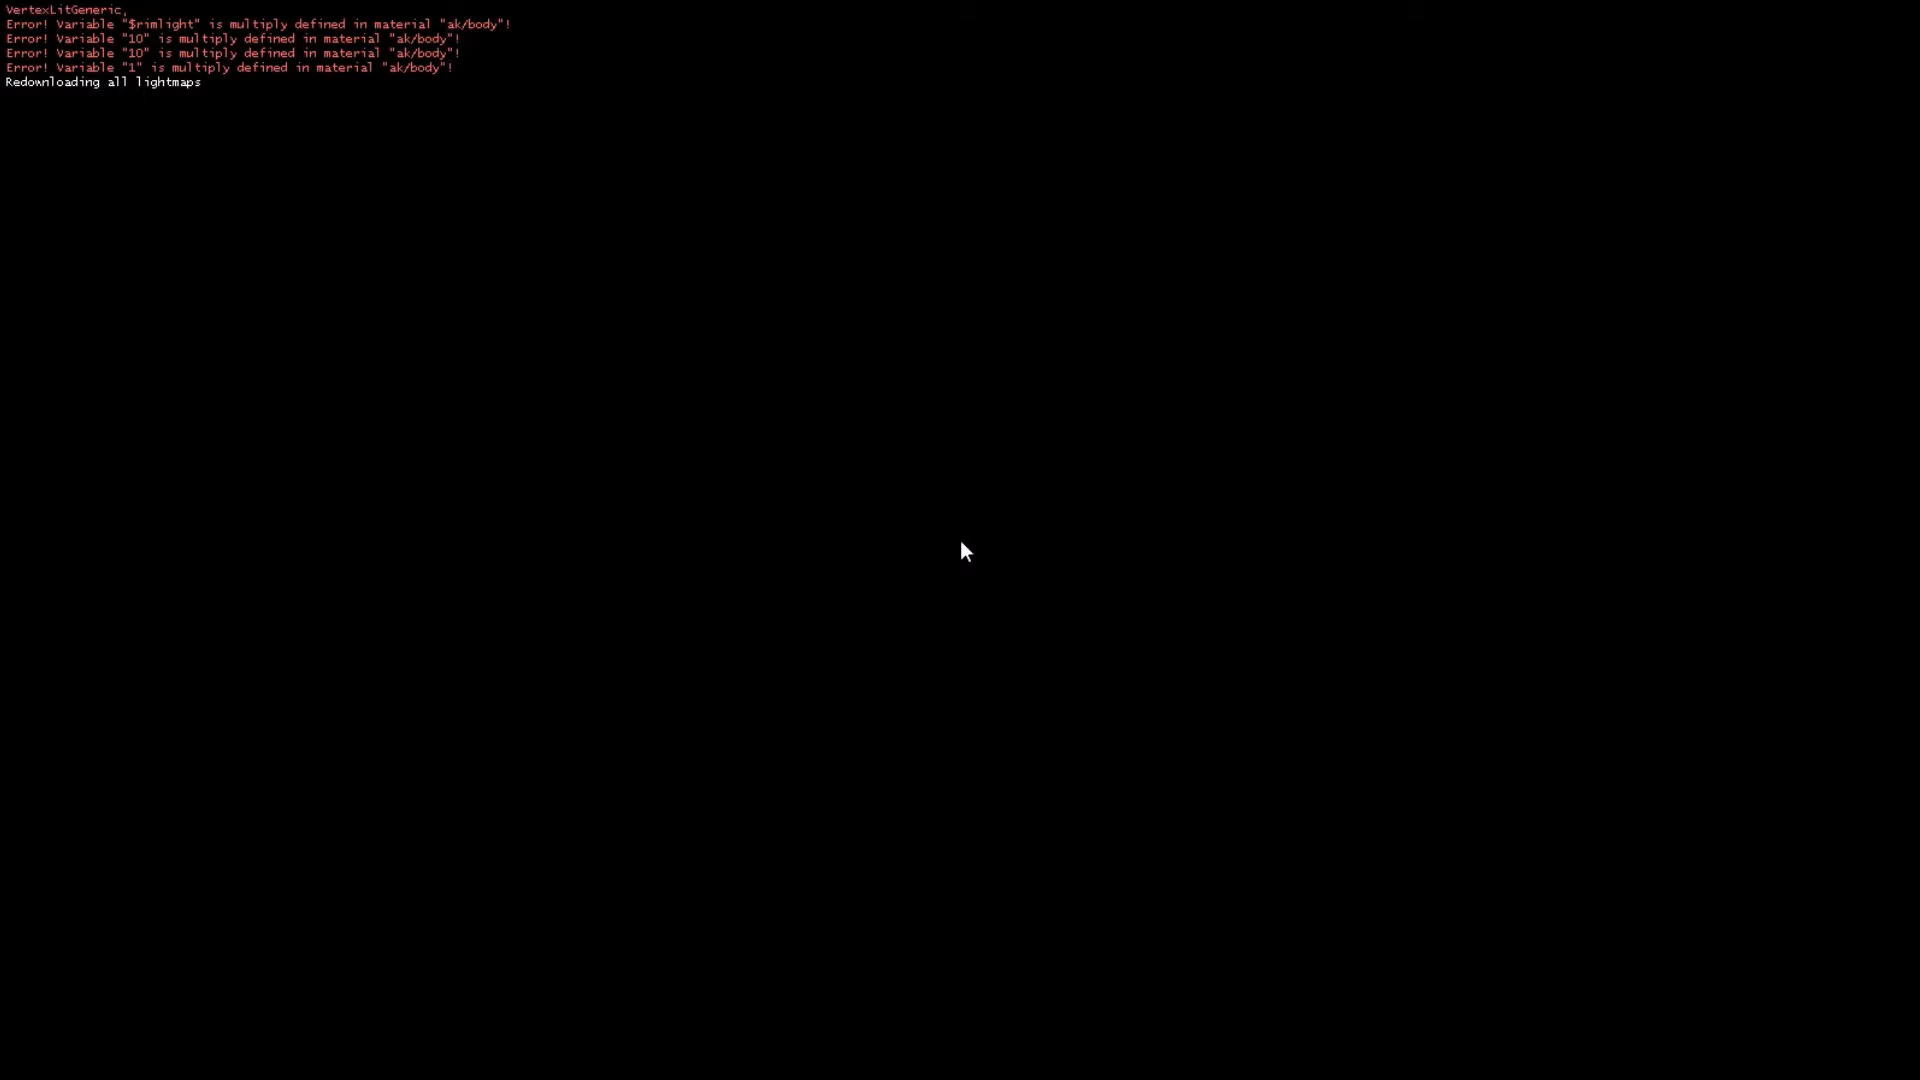 VertexLitGeneric,
Error! Variable "$rimlight" is multiply defined in material "ak/body"!
Error! Variable "10" is multiply defined in material "ak/body"!
Error! Variable "10" is multiply defined in material "ak/body"!
Error! Variable "1" is multiply defined in material "ak/body"!
Redownloading all lightmaps